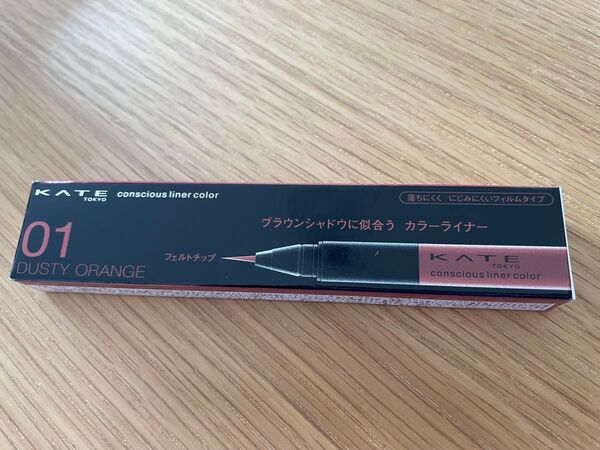 KATE
TOKYO
conscious liner color
落ちにくく にじみにくいフィルムタイプ
01
DUSTY ORANGE
ブラウンシャドウに似合う カラーライナー
フェルトチップ
KATE
TOKYO
conscious liner color